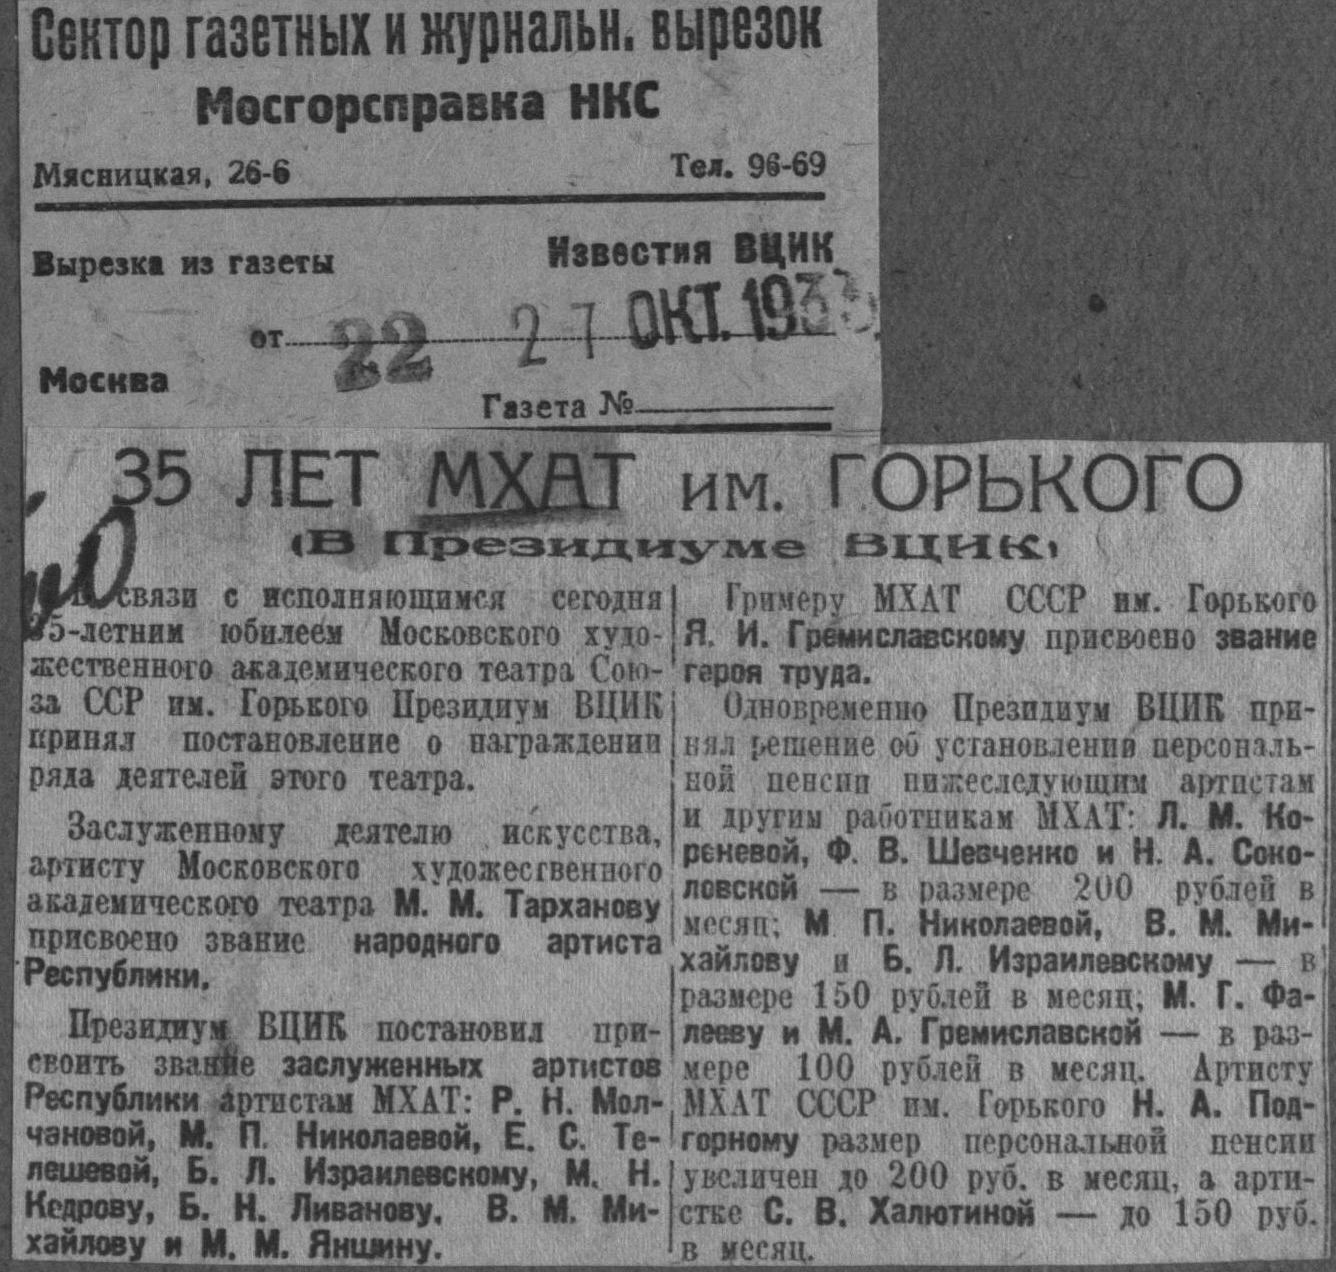 Сектор газетных и журнальн. вырезок
Мосгорсправка НКС
Мясницкая, 26-6
Тел. 96-69
Вырезка из газеты
Известия ВЦИК
от
22 27 ОКТ. 1933
Москва
Газета №
35 ЛЕТ МХАТ им. ГОРЬКОГО
(В Президиуме ВЦИК)
связи с исполняющимся сегодня
35-летним юбилеем Московского худо-
жественного академического театра Сою-
за ССР им. Горького Президиум ВЦИК
принял постановление о награждении
ряда деятелей этого театра.
Заслуженному деятелю искусства,
артисту Московского художественного
академического театра М. М. Тарханову
присвоено звание народного артиста
Республики.
Президиум ВЦИК постановил при-
своить звание заслуженных артистов
Республики артистам МХАТ: Р. Н. Мол-
чановой, М. П. Николаевой, Е. С. Те-
лешевой, Б. Л. Израилевскому, М. Н.
Кедрову, Б. Н. Ливанову, В. М. Ми-
хайлову и М. М. Яншину.
Гримеру МХАТ СССР им. Горького
Я. И. Гремиславскому присвоено звание
героя труда.
Одновременно Президиум ВЦИК при-
нял решение об установлении персональ-
ной пенсии нижеследующим артистам
и другим работникам МХАТ: Л. М. Ко-
реневой, Ф. В. Шевченко и Н. А. Соко-
ловской — в размере 200 рублей в
месяц; М П. Николаевой, В. М. Ми-
хайлову и Б. Л. Израилевскому — в
размере 150 рублей в месяц; М. Г. Фа-
лееву и М. А. Гремиславской — в раз-
мере 100 рублей в месяц. Артисту
МХАТ СССР им. Горького Н. А. Под-
горному размер персональной пенсии
увеличен до 200 руб. в месяц, а арти-
стке С. В. Халютиной — до 150 руб.
в месяц.